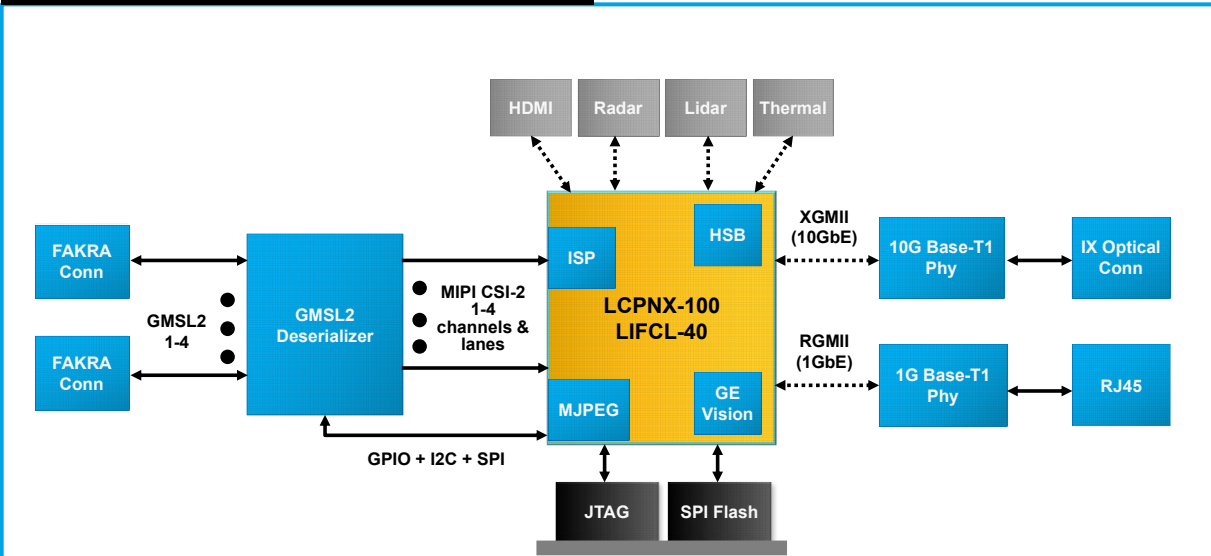 HDMI
Radar
Lidar
Thermal
FAKRA
Conn
GMSL2
1-4
FAKRA
Conn
GMSL2
Deserializer
MIPI CSI-2
1-4
channels &
lanes
GPIO + I2C + SPI
ISP
HSB
LCPNX-100
LIFCL-40
MJPEG
GE
Vision
XGMII
(10GbE)
10G Base-T1
Phy
IX Optical
Conn
RGMII
(1GbE)
1G Base-T1
Phy
RJ45
JTAG
SPI Flash